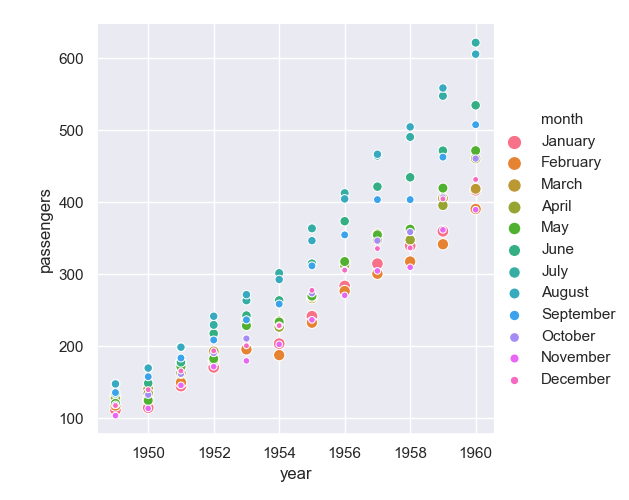 600
500
400
300
200
100
passengers
1950
1952
1954
1956
1958
1960
year
month
January
February
March
April
May
June
July
August
September
October
November
December